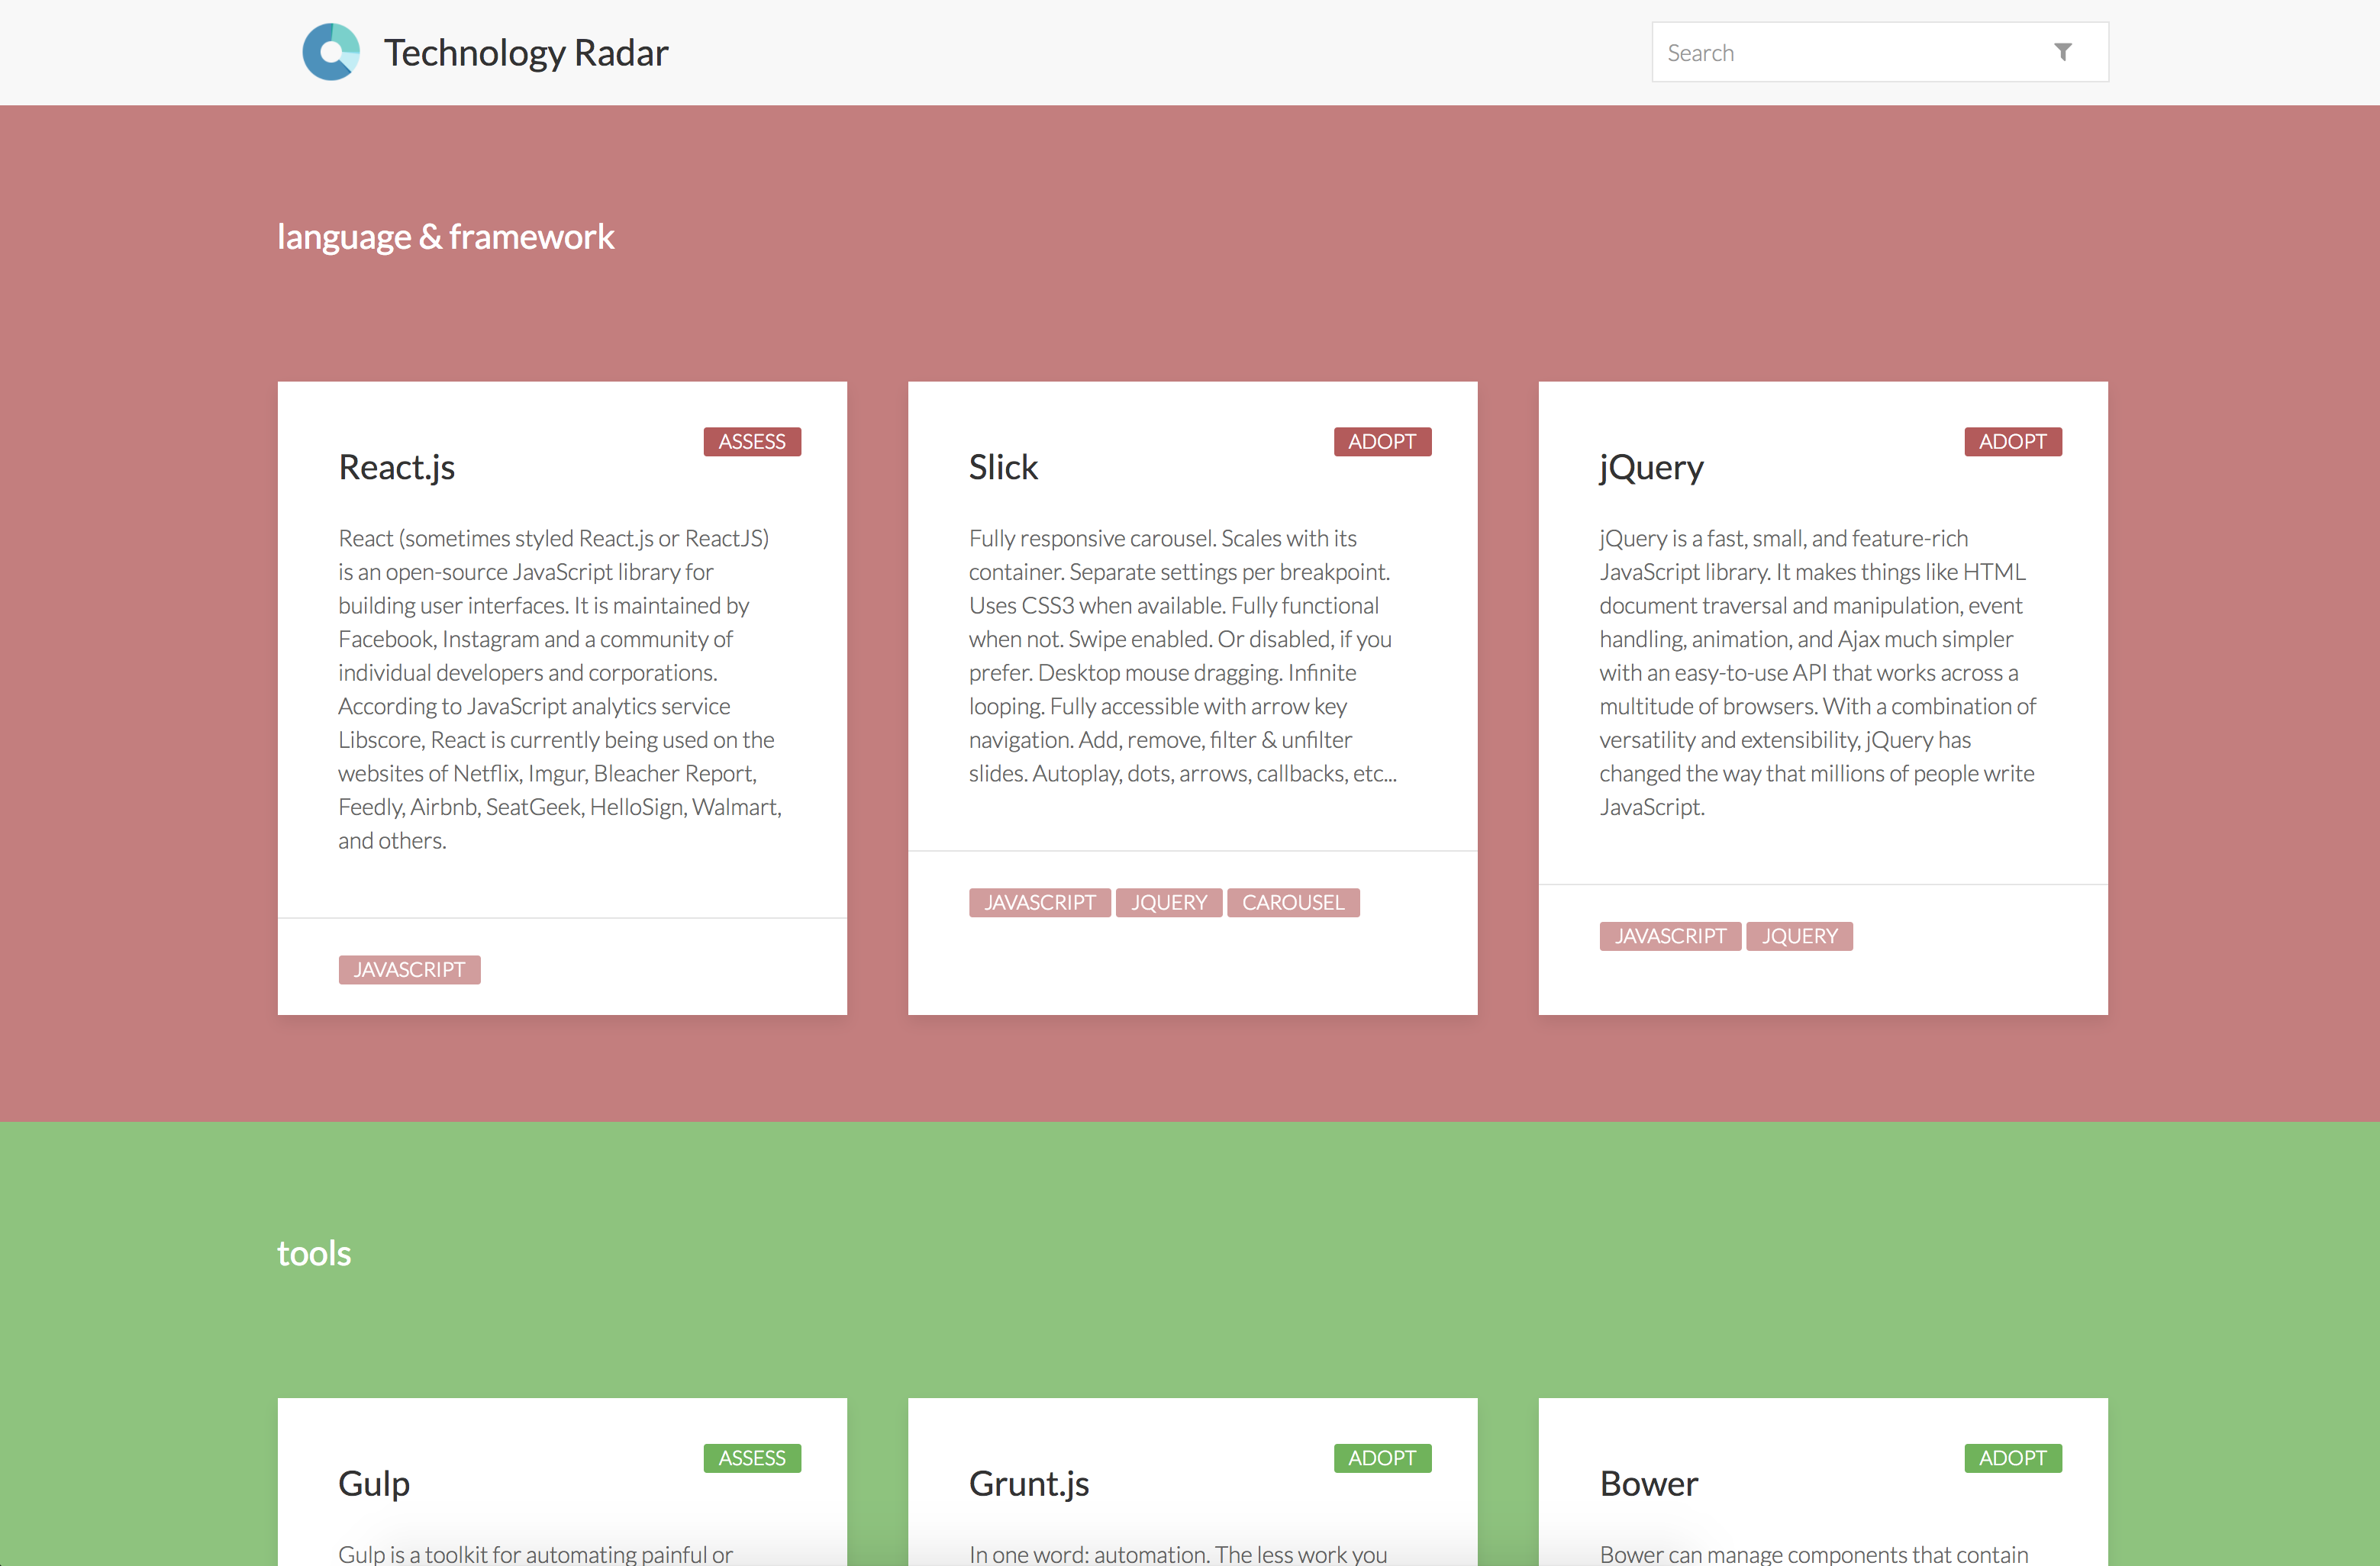 Technology Radar
Search
language & framework
ASSESS
React.js
React (sometimes styled React.js or ReactJS)
is an open-source JavaScript library for
building user interfaces. It is maintained by
Facebook, Instagram and a community of
individual developers and corporations.
According to JavaScript analytics service
Libscore, React is currently being used on the
websites of Netflix, Imgur, Bleacher Report,
Feedly, Airbnb, SeatGeek, HelloSign, Walmart,
and others.
JAVASCRIPT
ADOPT
Slick
Fully responsive carousel. Scales with its
container. Separate settings per breakpoint.
Uses CSS3 when available. Fully functional
when not. Swipe enabled. Or disabled, if you
prefer. Desktop mouse dragging. Infinite
looping. Fully accessible with arrow key
navigation. Add, remove, filter & unfilter
slides. Autoplay, dots, arrows, callbacks, etc...
JAVASCRIPT JQUERY CAROUSEL
ADOPT
jQuery
jQuery is a fast, small, and feature-rich
JavaScript library. It makes things like HTML
document traversal and manipulation, event
handling, animation, and Ajax much simpler
with an easy-to-use API that works across a
multitude of browsers. With a combination of
versatility and extensibility, jQuery has
changed the way that millions of people write
JavaScript.
JAVASCRIPT JQUERY
tools
ASSESS
Gulp
Gulp is a toolkit for automating painful or
ADOPT
Grunt.js
In one word: automation. The less work you
ADOPT
Bower
Bower can manage components that contain